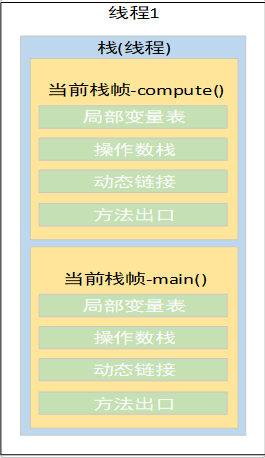 线程1
栈(线程)
当前栈帧-compute()
局部变量表
操作数栈
动态链接
方法出口
当前栈帧-main()
局部变量表
操作数栈
动态链接
方法出口